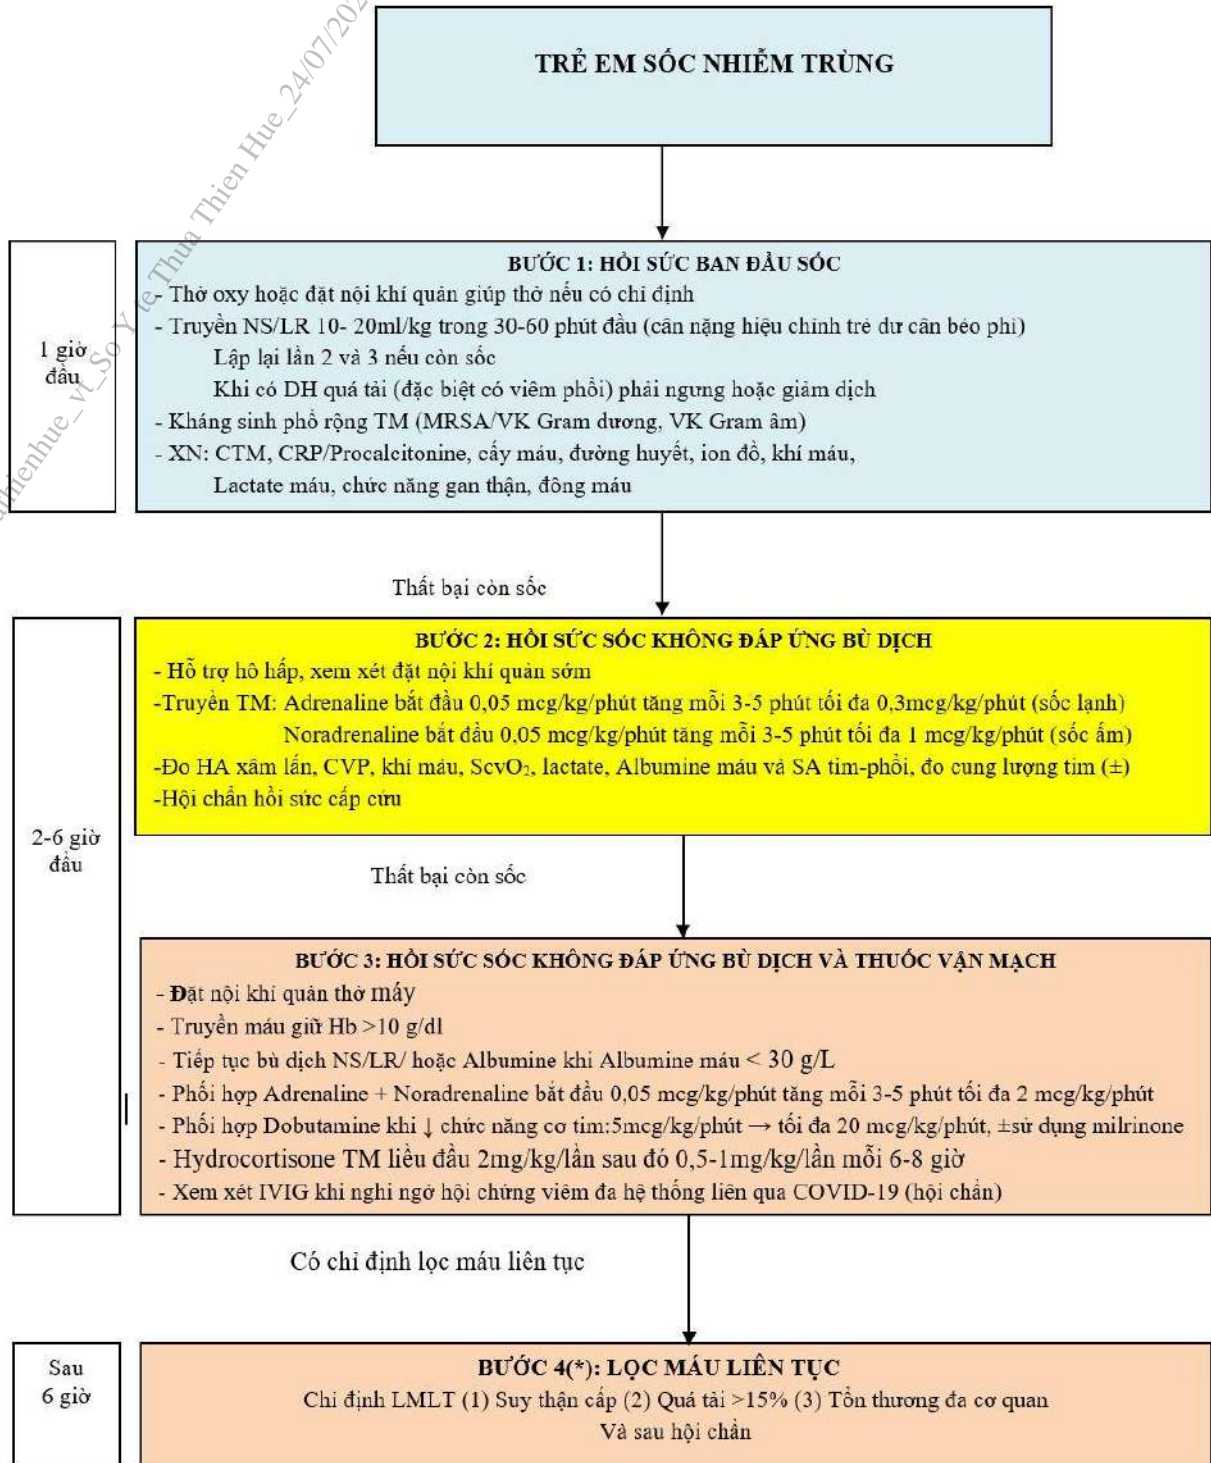 TRẺ EM SỐC NHIỄM TRÙNG
1 giờ
đầu
BƯỚC 1: HỒI SỨC BAN ĐẦU SỐC
- Thở oxy hoặc đặt nội khí quản giúp thở nếu có chỉ định
- Truyền NS/LR 10- 20ml/kg trong 30-60 phút đầu (cân nặng hiệu chỉnh trẻ dư cân béo phì)
Lập lại lần 2 và 3 nếu còn sốc
Khi có DH quá tải (đặc biệt có viêm phổi) phải ngưng hoặc giảm dịch
- Kháng sinh phổ rộng TM (MRSA/VK Gram dương, VK Gram âm)
- XN: CTM, CRP/Procalcitonine, cấy máu, đường huyết, ion đồ, khí máu,
Lactate máu, chức năng gan thận, đông máu
Thất bại còn sốc
2-6 giờ
đầu
BƯỚC 2: HỒI SỨC SỐC KHÔNG ĐÁP ỨNG BÙ DỊCH
- Hỗ trợ hô hấp, xem xét đặt nội khí quản sớm
-Truyền TM: Adrenaline bắt đầu 0,05 mcg/kg/phút tăng mỗi 3-5 phút tối đa 0,3mcg/kg/phút (sốc lạnh)
Noradrenaline bắt đầu 0,05 mcg/kg/phút tăng mỗi 3-5 phút tối đa 1 mcg/kg/phút (sốc ấm)
-Đo HA xâm lấn, CVP, khí máu, ScvO₂, lactate, Albumine máu và SA tim-phổi, đo cung lượng tim (±)
-Hội chẩn hồi sức cấp cứu
Thất bại còn sốc
BƯỚC 3: HỒI SỨC SỐC KHÔNG ĐÁP ỨNG BÙ DỊCH VÀ THUỐC VẬN MẠCH
- Đặt nội khí quản thở máy
- Truyền máu giữ Hb >10 g/dl
- Tiếp tục bù dịch NS/LR/ hoặc Albumine khi Albumine máu < 30 g/L
- Phối hợp Adrenaline + Noradrenaline bắt đầu 0,05 mcg/kg/phút tăng mỗi 3-5 phút tối đa 2 mcg/kg/phút
- Phối hợp Dobutamine khi ↓ chức năng cơ tim:5mcg/kg/phút → tối đa 20 mcg/kg/phút, ±sử dụng milrinone
- Hydrocortisone TM liều đầu 2mg/kg/lần sau đó 0,5-1mg/kg/lần mỗi 6-8 giờ
- Xem xét IVIG khi nghi ngờ hội chứng viêm đa hệ thống liên qua COVID-19 (hội chẩn)
Có chỉ định lọc máu liên tục
Sau
6 giờ
BƯỚC 4(*): LỌC MÁU LIÊN TỤC
Chỉ định LMLT (1) Suy thận cấp (2) Quá tải >15% (3) Tổn thương đa cơ quan
Và sau hội chẩn
thienhue_vt_So Y te Thua Thien Hue_24/07/202